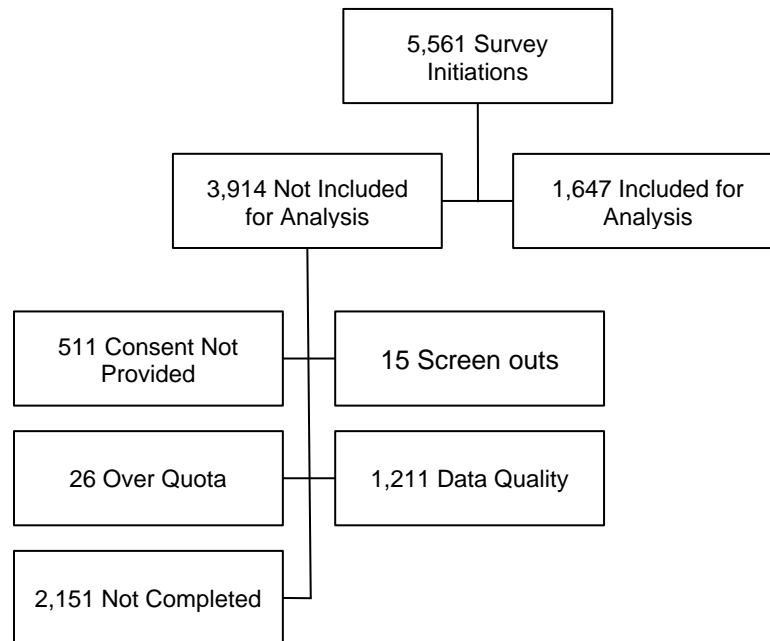 5,561 Survey
Initiations
3,914 Not Included
for Analysis
1,647 Included for
Analysis
511 Consent Not
Provided
15 Screen outs
26 Over Quota
1,211 Data Quality
2,151 Not Completed